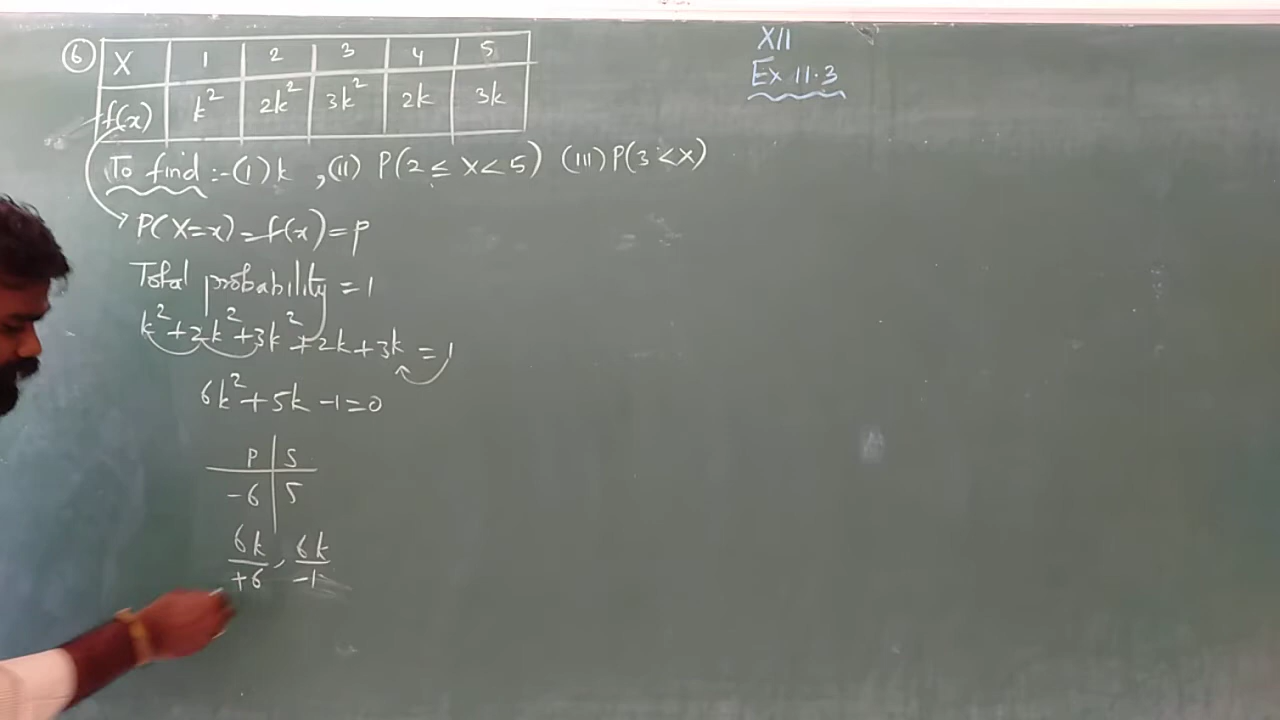 XII
Ex 11.3
6 X 1 2 3 4 5
f(x) k² 2k² 3k² 2k 3k
To find :- (i) k , (ii) P(2 ≤ X < 5) (iii) P(3 < X)
P(X=x) = f(x) = p
Total probability = 1
k² + 2k² + 3k² + 2k + 3k = 1
6k² + 5k - 1 = 0
P | S
-6 | 5
6k/+6 , 6k/-1